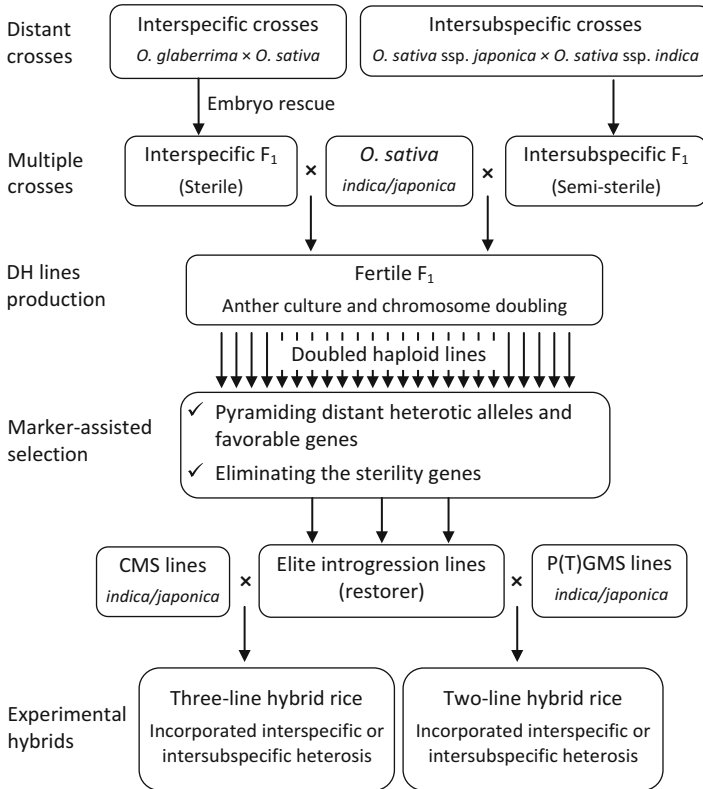 Distant
crosses
Interspecific crosses
O. glaberrima × O. sativa
Intersubspecific crosses
O. sativa ssp. japonica × O. sativa ssp. indica
Embryo rescue
Multiple
crosses
Interspecific F₁
(Sterile)
×
O. sativa
indica/japonica
×
Intersubspecific F₁
(Semi-sterile)
DH lines
production
Fertile F₁
Anther culture and chromosome doubling
Doubled haploid lines
Marker-assisted
selection
✓ Pyramiding distant heterotic alleles and
favorable genes
✓ Eliminating the sterility genes
CMS lines
indica/japonica
×
Elite introgression lines
(restorer)
×
P(T)GMS lines
indica/japonica
Experimental
hybrids
Three-line hybrid rice
Incorporated interspecific or
intersubspecific heterosis
Two-line hybrid rice
Incorporated interspecific or
intersubspecific heterosis